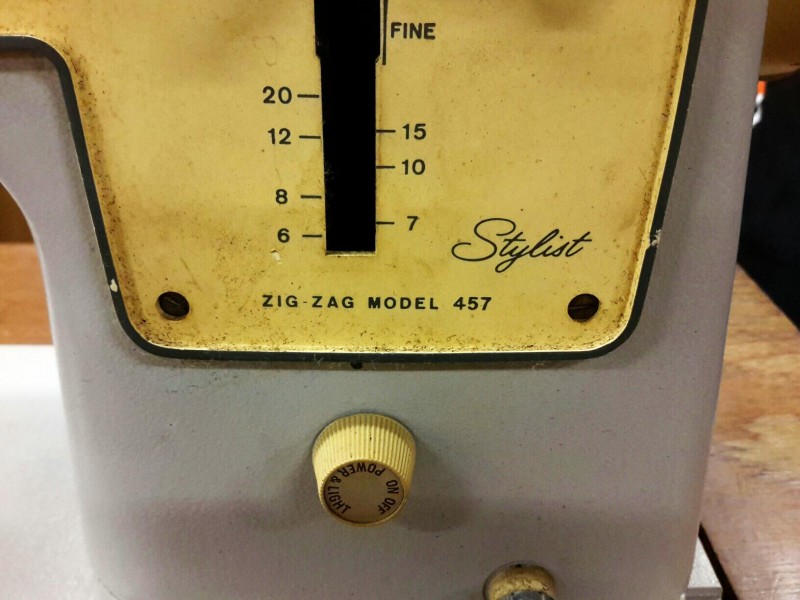 FINE
20
15
12
10
8
7
6
Stylist
ZIG-ZAG MODEL 457
POWER & LIGHT
ON OFF